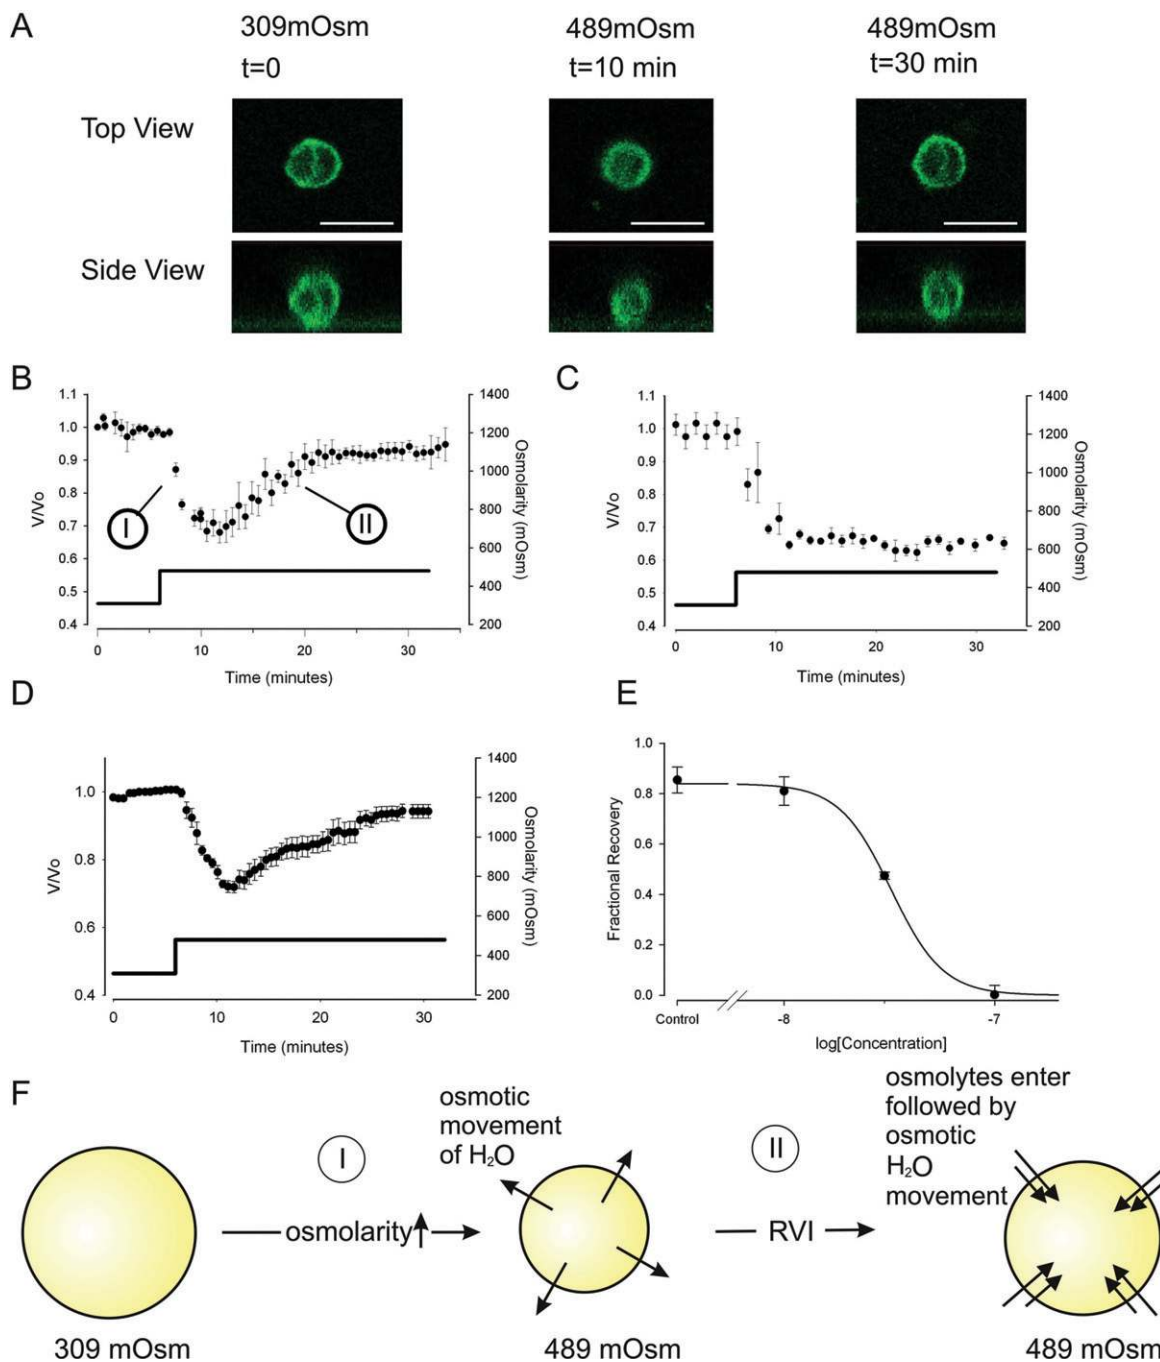 A
309mOsm
t=0
489mOsm
t=10 min
489mOsm
t=30 min
Top View
Side View
B
1.1
1.0
0.9
0.8
0.7
0.6
0.5
0.4
V/Vo
I
II
1400
1200
1000
800
600
400
200
Osmolarity (mOsm)
0
10
20
30
Time (minutes)
C
1.1
1.0
0.9
0.8
0.7
0.6
0.5
0.4
V/Vo
1400
1200
1000
800
600
400
200
Osmolarity (mOsm)
0
10
20
30
Time (minutes)
D
1.0
0.8
0.6
0.4
V/Vo
1400
1200
1000
800
600
400
200
Osmolarity (mOsm)
0
10
20
30
Time (minutes)
E
1.0
0.8
0.6
0.4
0.2
0.0
Fractional Recovery
Control
-8
-7
log[Concentration]
F
309 mOsm
I
osmolarity
osmotic
movement
of H₂O
489 mOsm
II
RVI
osmolytes enter
followed by
osmotic
H₂O
movement
489 mOsm